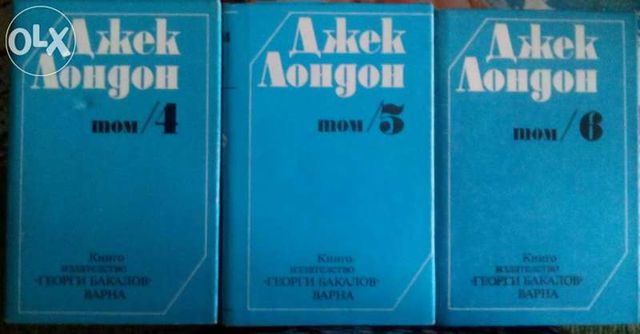 OLX
Джек
Лондон
том/4
Книго
издателство
"ГЕОРГИ БАКАЛОВ"
ВАРНА
Джек
Лондон
том/5
Книго
издателство
"ГЕОРГИ БАКАЛОВ"
ВАРНА
Джек
Лондон
том/6
Книго
издателство
"ГЕОРГИ БАКАЛОВ"
ВАРНА